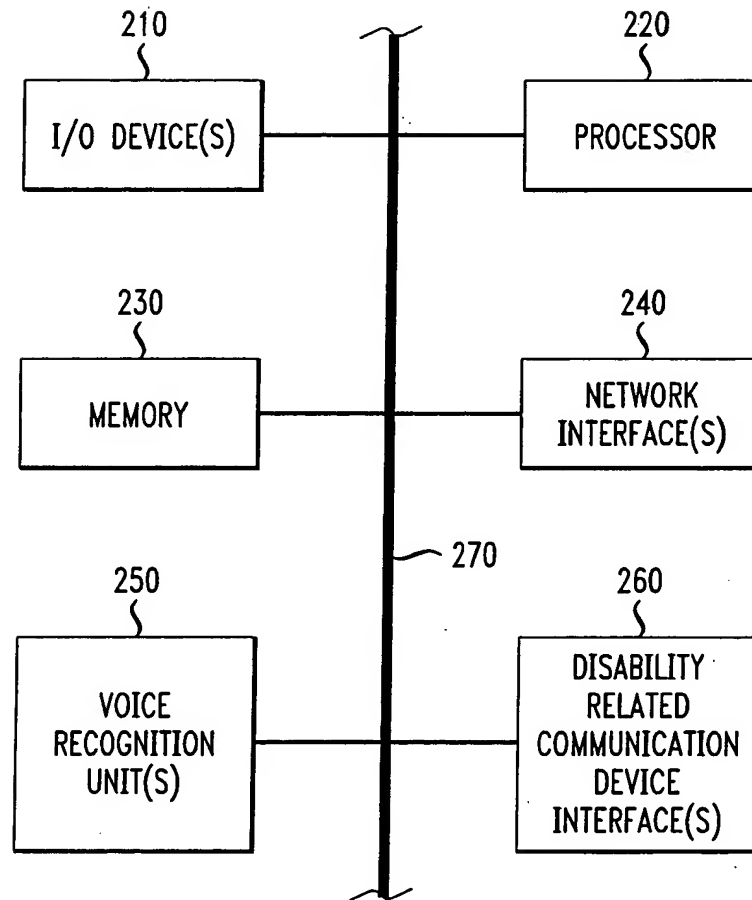 210
I/O DEVICE(S)
220
PROCESSOR
230
MEMORY
240
NETWORK
INTERFACE(S)
270
250
VOICE
RECOGNITION
UNIT(S)
260
DISABILITY
RELATED
COMMUNICATION
DEVICE
INTERFACE(S)